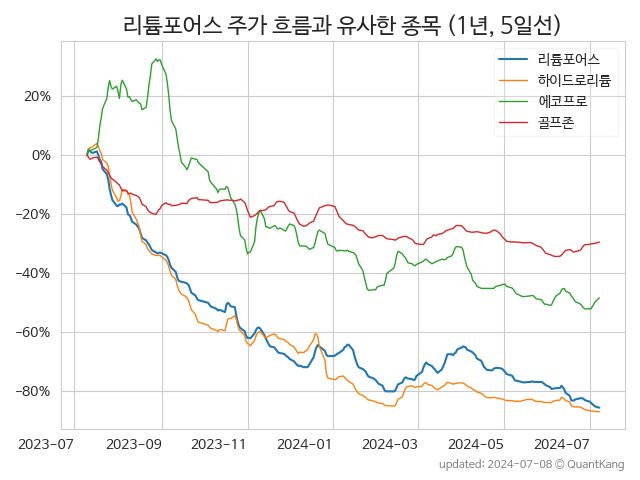 리튬포어스 주가 흐름과 유사한 종목 (1년, 5일선)
리튬포어스
하이드로리튬
에코프로
골프존
20%
0%
−20%
−40%
−60%
−80%
2023-07 2023-09 2023-11 2024-01 2024-03 2024-05 2024-07
updated: 2024-07-08 © QuantKang